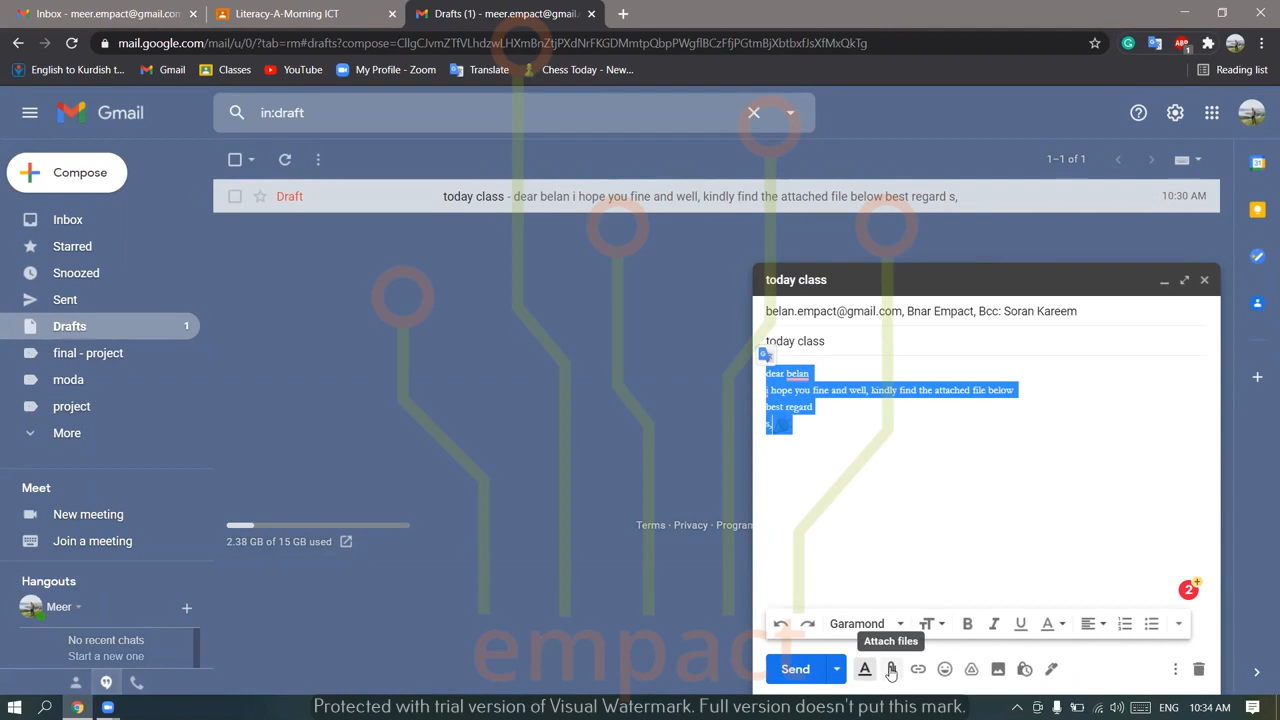 Inbox - meer.empact@gmail.com
Literacy-A-Morning ICT
Drafts (1) - meer.empact@gmail.
mail.google.com/mail/u/0/?tab=rm#drafts?compose=
English to Kurdish t...
Gmail
Classes
YouTube
My Profile - Zoom
Translate
Chess Today - New...
Reading list
Gmail
in:draft
Compose
1–1 of 1
Draft
today class - dear belan i hope you fine and well, kindly find the attached file below best regard s,
10:30 AM
Inbox
Starred
Snoozed
Sent
Drafts 1
final - project
moda
project
More
Meet
New meeting
Join a meeting
Hangouts
Meer
No recent chats
Start a new one
2.38 GB of 15 GB used
Terms · Privacy · Program
today class
belan.empact@gmail.com, Bnar Empact, Bcc: Soran Kareem
today class
dear belan
i hope you fine and well, kindly find the attached file below
best regard
s,
2
Garamond
Attach files
Send
empact
Protected with trial version of Visual Watermark. Full version doesn't put this mark.
ENG
10:34 AM